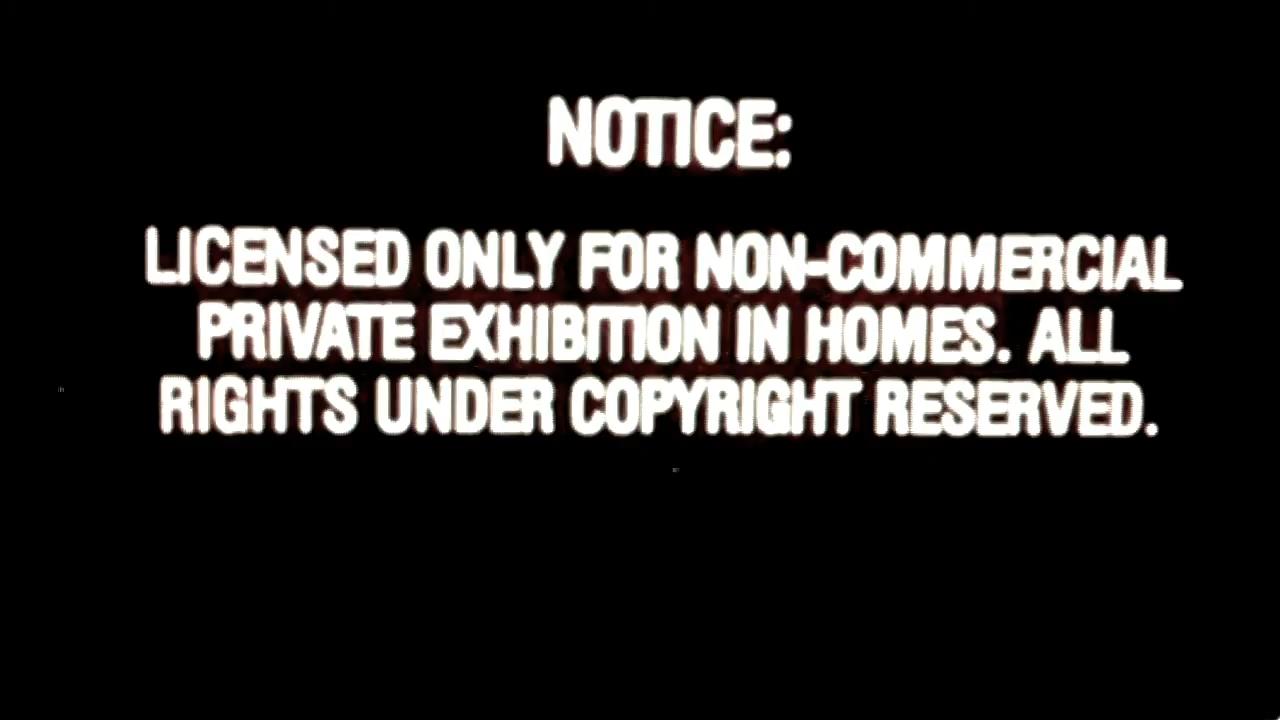 NOTICE:
LICENSED ONLY FOR NON-COMMERCIAL
PRIVATE EXHIBITION IN HOMES. ALL
RIGHTS UNDER COPYRIGHT RESERVED.